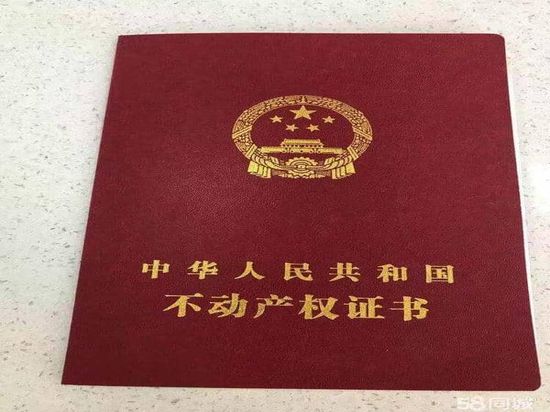 中华人民共和国
不动产权证书
58同城